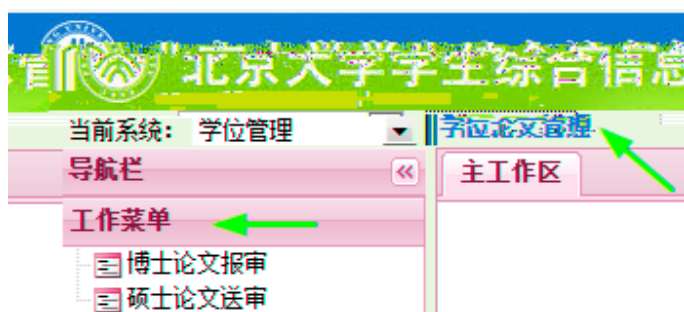 北京大学学生综合信息
当前系统： 学位管理 学位论文管理
导航栏 主工作区
工作菜单
博士论文报审
硕士论文送审